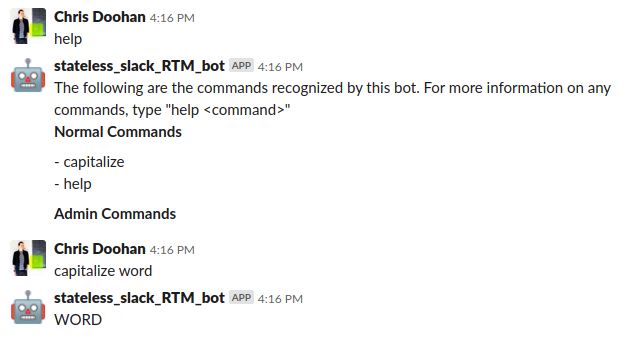 Chris Doohan 4:16 PM
help
stateless_slack_RTM_bot APP 4:16 PM
The following are the commands recognized by this bot. For more information on any
commands, type "help <command>"
Normal Commands
- capitalize
- help
Admin Commands
Chris Doohan 4:16 PM
capitalize word
stateless_slack_RTM_bot APP 4:16 PM
WORD